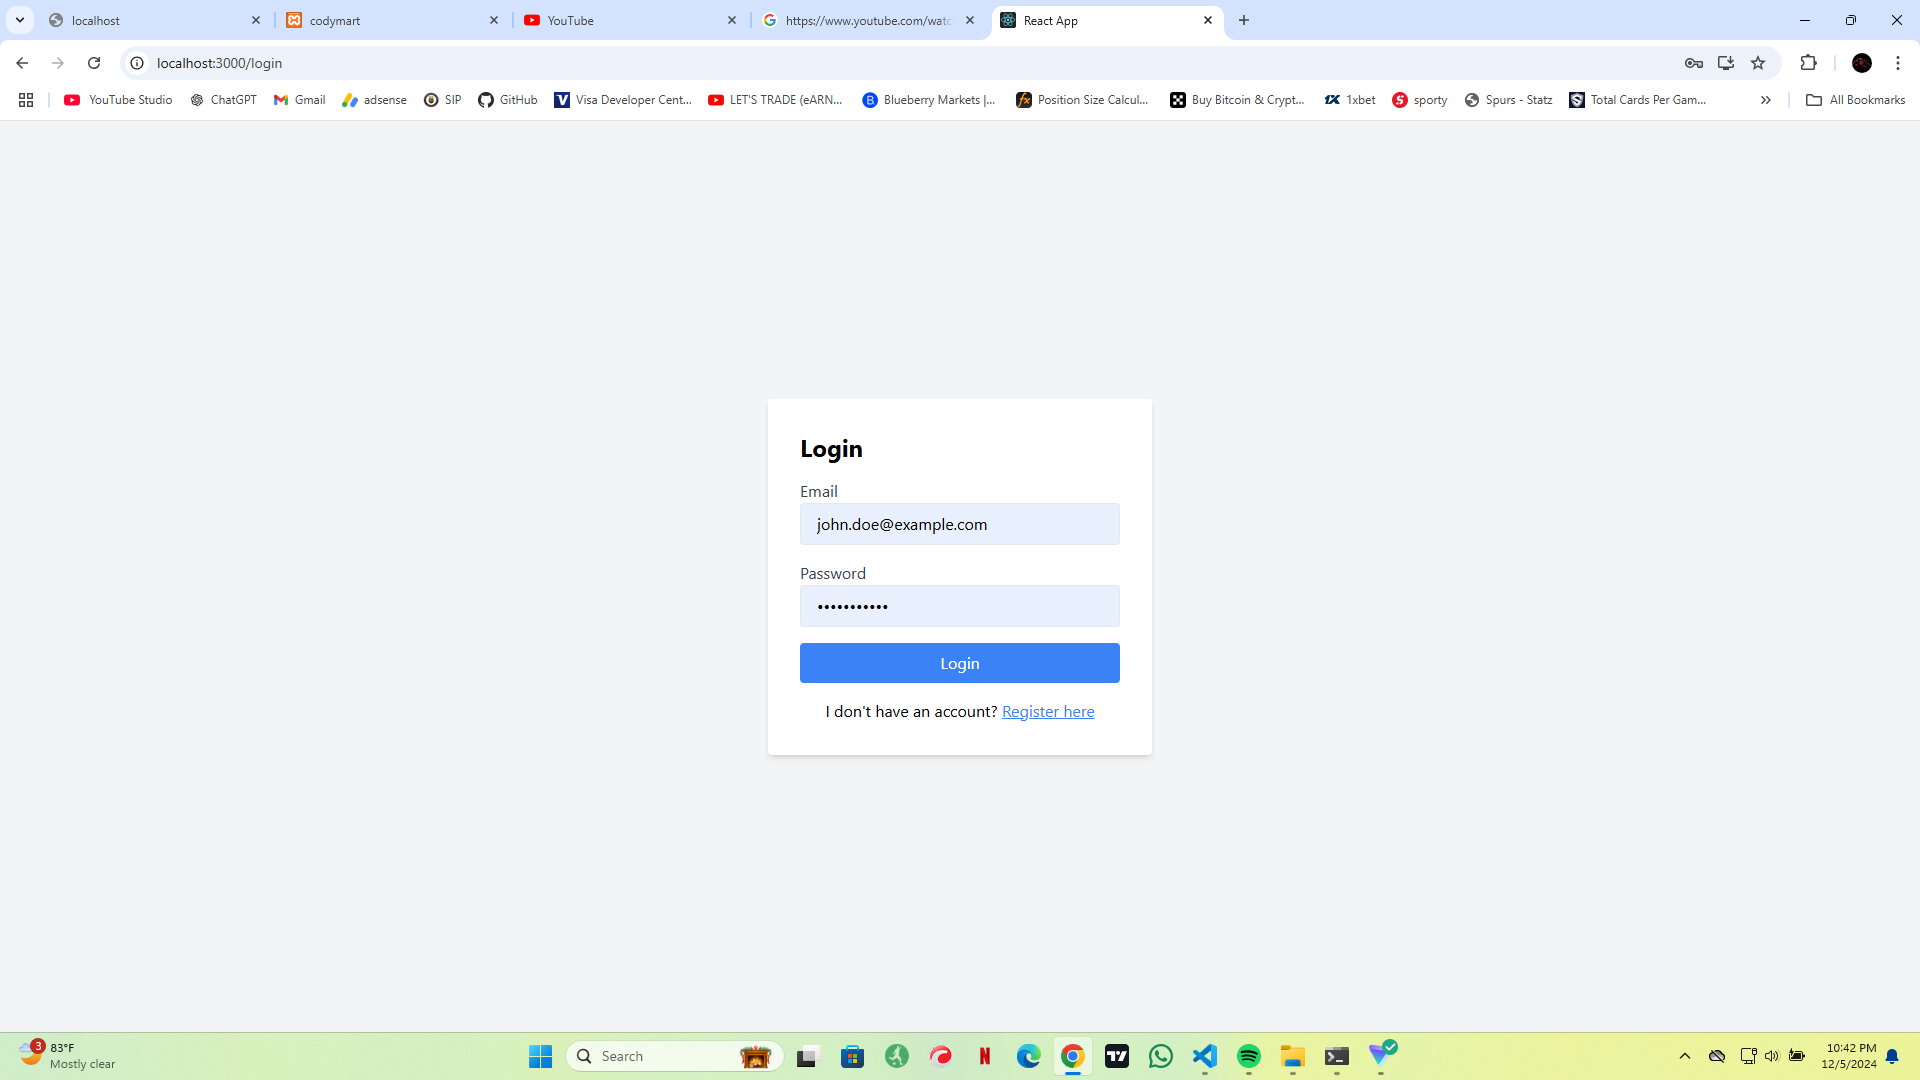 localhost
codymart
YouTube
https://www.youtube.com/watc
React App
localhost:3000/login
YouTube Studio
ChatGPT
Gmail
adsense
SIP
GitHub
Visa Developer Cent...
LET'S TRADE (eARN...
Blueberry Markets |...
Position Size Calcul...
Buy Bitcoin & Crypt...
1xbet
sporty
Spurs - Statz
Total Cards Per Gam...
All Bookmarks
Login
Email
john.doe@example.com
Password
Login
I don't have an account? Register here
3
83°F
Mostly clear
Search
10:42 PM
12/5/2024